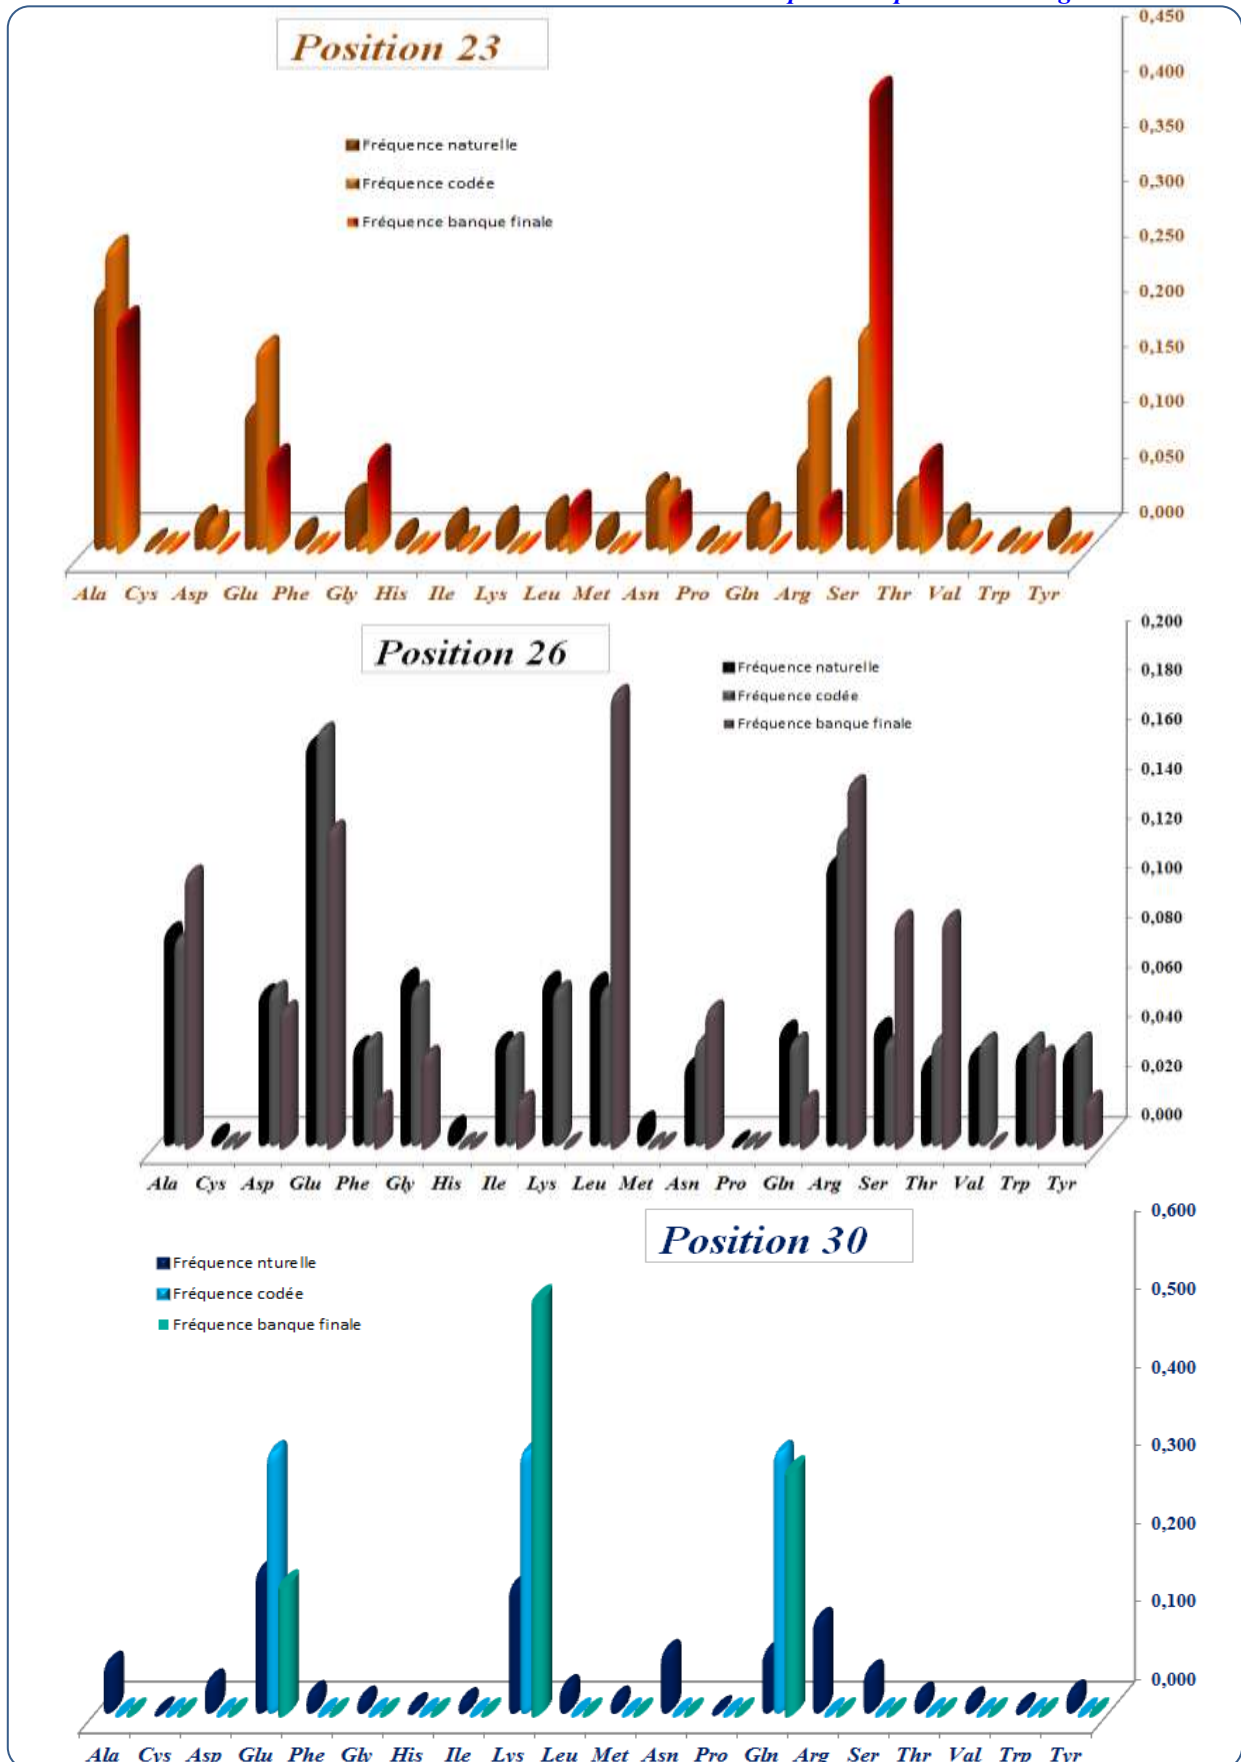 Position 23
Fréquence naturelle
Fréquence codée
Fréquence banque finale
0,450
0,400
0,350
0,300
0,250
0,200
0,150
0,100
0,050
0,000
Ala Cys Asp Glu Phe Gly His Ile Lys Leu Met Asn Pro Gln Arg Ser Thr Val Trp Tyr
Position 26
Fréquence naturelle
Fréquence codée
Fréquence banque finale
0,200
0,180
0,160
0,140
0,120
0,100
0,080
0,060
0,040
0,020
0,000
Ala Cys Asp Glu Phe Gly His Ile Lys Leu Met Asn Pro Gln Arg Ser Thr Val Trp Tyr
Position 30
Fréquence nturelle
Fréquence codée
Fréquence banque finale
0,600
0,500
0,400
0,300
0,200
0,100
0,000
Ala Cys Asp Glu Phe Gly His Ile Lys Leu Met Asn Pro Gln Arg Ser Thr Val Trp Tyr